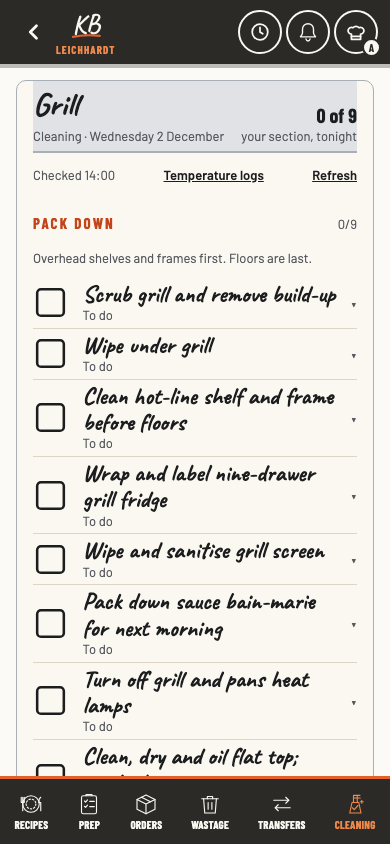 KB
LEICHHARDT
A
Grill
0 of 9
Cleaning · Wednesday 2 December
your section, tonight
Checked 14:00
Temperature logs
Refresh
PACK DOWN
0/9
Overhead shelves and frames first. Floors are last.
Scrub grill and remove build-up
To do
Wipe under grill
To do
Clean hot-line shelf and frame
before floors
To do
Wrap and label nine-drawer
grill fridge
To do
Wipe and sanitise grill screen
To do
Pack down sauce bain-marie
for next morning
To do
Turn off grill and pans heat
lamps
To do
Clean, dry and oil flat top;
RECIPES
PREP
ORDERS
WASTAGE
TRANSFERS
CLEANING